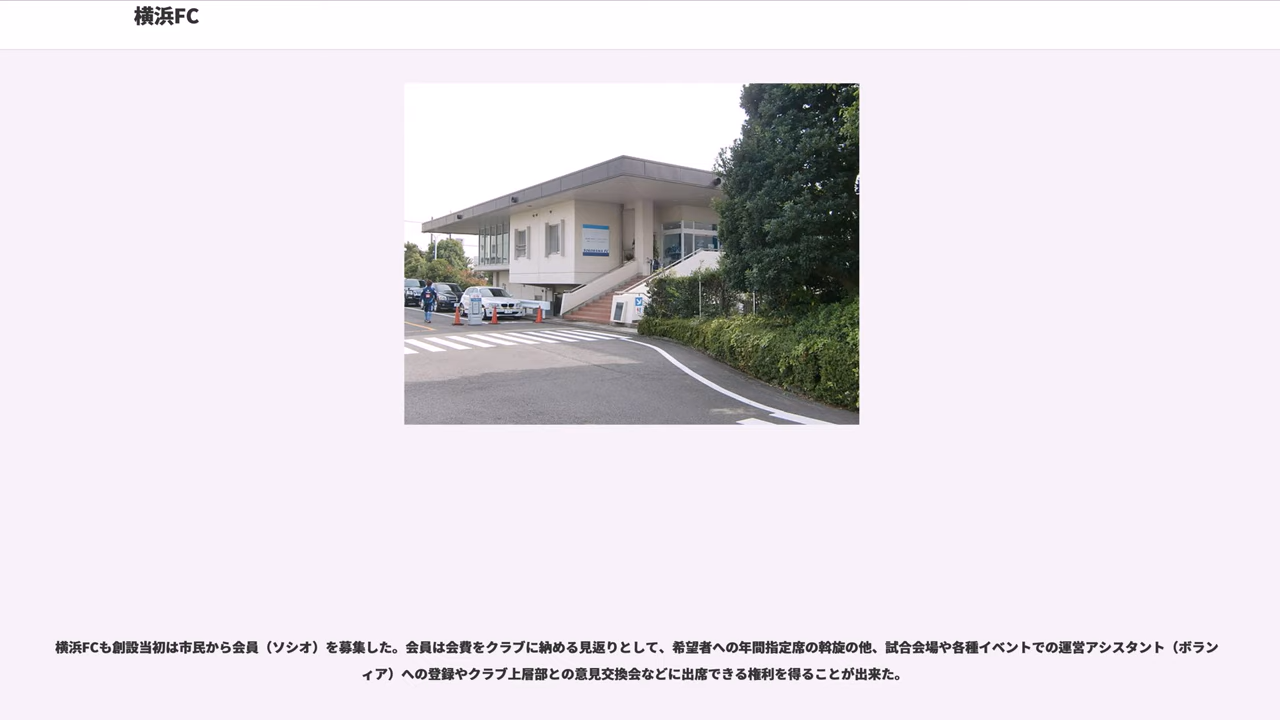 横浜FC
横浜FCも創設当初は市民から会員（ソシオ）を募集した。会員は会費をクラブに納める見返りとして、希望者への年間指定席の斡旋の他、試合会場や各種イベントでの運営アシスタント（ボラン
ィア）への登録やクラブ上層部との意見交換会などに出席できる権利を得ることが出来た。